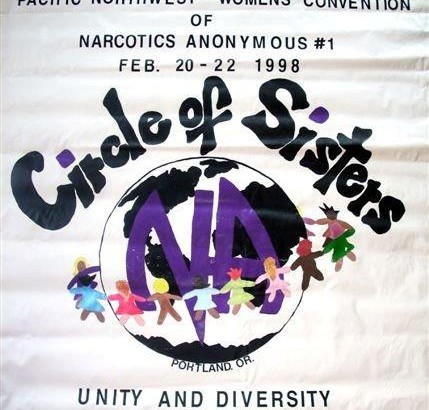 PACIFIC NORTHWEST WOMENS CONVENTION
OF
NARCOTICS ANONYMOUS #1
FEB. 20-22 1998
Circle of Sisters
NA
PORTLAND, OR.
UNITY AND DIVERSITY